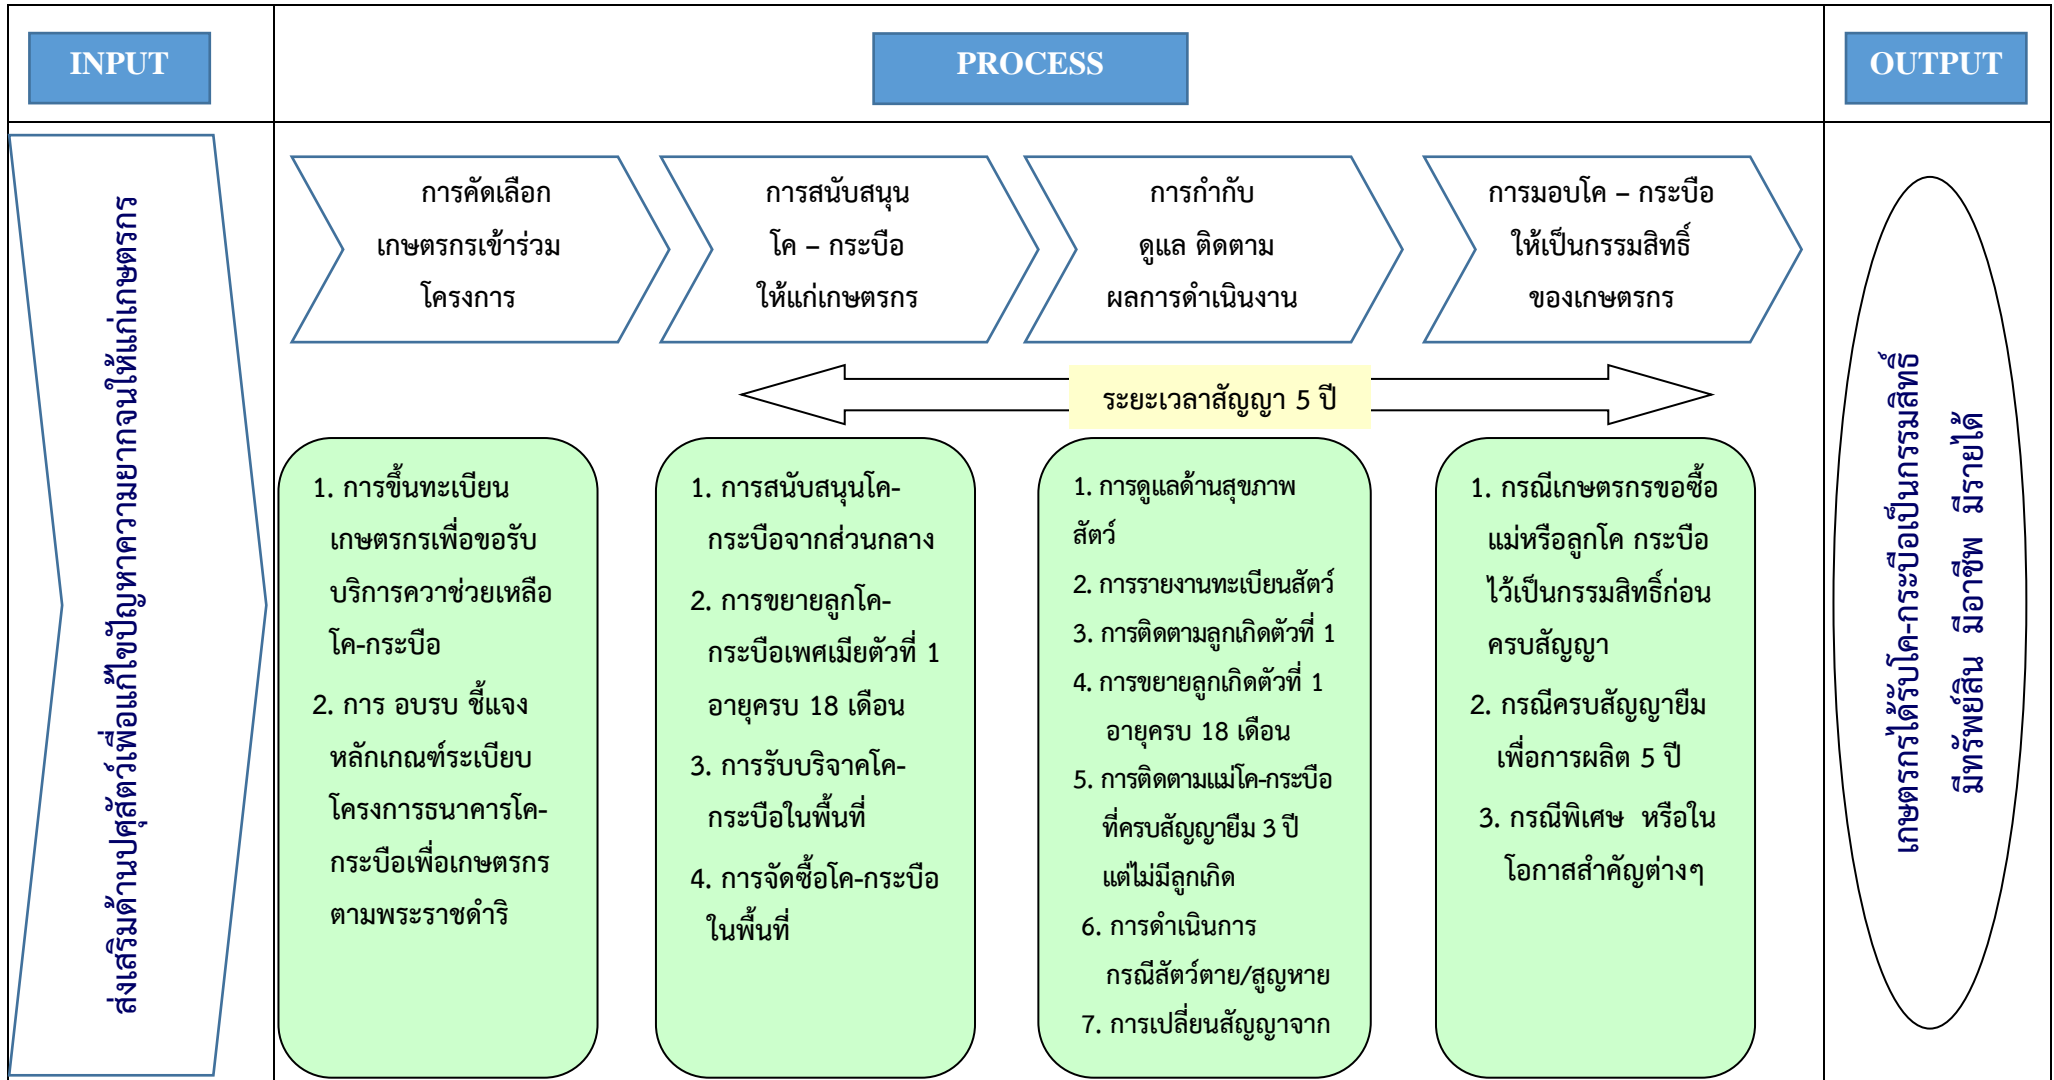 INPUT
PROCESS
OUTPUT
ส่งเสริมด้านปศุสัตว์เพื่อแก้ไขปัญหาความยากจนให้แก่เกษตรกร
การคัดเลือก
เกษตรกรเข้าร่วม
โครงการ
การสนับสนุน
โค – กระบือ
ให้แก่เกษตรกร
การกำกับ
ดูแล ติดตาม
ผลการดำเนินงาน
การมอบโค – กระบือ
ให้เป็นกรรมสิทธิ์
ของเกษตรกร
ระยะเวลาสัญญา 5 ปี
1. การขึ้นทะเบียน
เกษตรกรเพื่อขอรับ
บริการควาช่วยเหลือ
โค-กระบือ
2. การ อบรบ ชี้แจง
หลักเกณฑ์ระเบียบ
โครงการธนาคารโค-
กระบือเพื่อเกษตรกร
ตามพระราชดำริ
1. การสนับสนุนโค-
กระบือจากส่วนกลาง
2. การขยายลูกโค-
กระบือเพศเมียตัวที่ 1
อายุครบ 18 เดือน
3. การรับบริจาคโค-
กระบือในพื้นที่
4. การจัดซื้อโค-กระบือ
ในพื้นที่
1. การดูแลด้านสุขภาพ
สัตว์
2. การรายงานทะเบียนสัตว์
3. การติดตามลูกเกิดตัวที่ 1
4. การขยายลูกเกิดตัวที่ 1
อายุครบ 18 เดือน
5. การติดตามแม่โค-กระบือ
ที่ครบสัญญายืม 3 ปี
แต่ไม่มีลูกเกิด
6. การดำเนินการ
กรณีสัตว์ตาย/สูญหาย
7. การเปลี่ยนสัญญาจาก
1. กรณีเกษตรกรขอซื้อ
แม่หรือลูกโค กระบือ
ไว้เป็นกรรมสิทธิ์ก่อน
ครบสัญญา
2. กรณีครบสัญญายืม
เพื่อการผลิต 5 ปี
3. กรณีพิเศษ หรือใน
โอกาสสำคัญต่างๆ
เกษตรกรได้รับโค-กระบือเป็นกรรมสิทธิ์
มีทรัพย์สิน มีอาชีพ มีรายได้